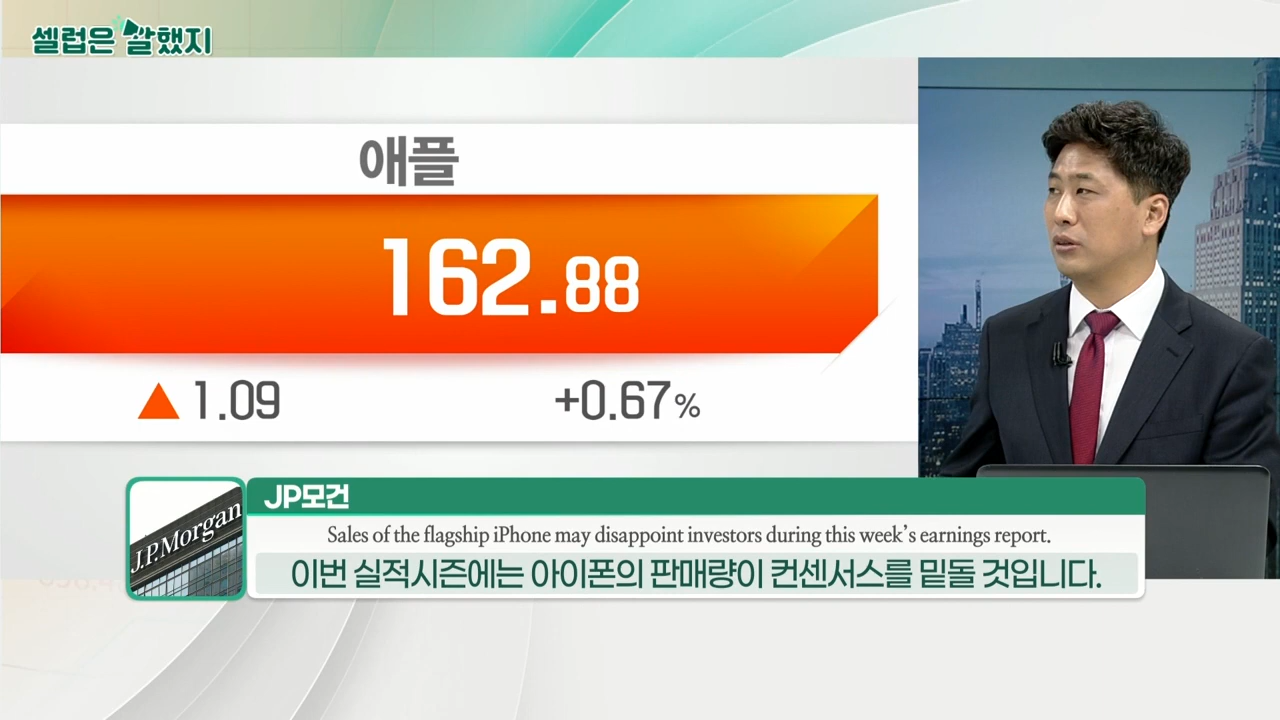 셀럽은 말했지
애플
162.88
▲ 1.09
+0.67%
JP모건
J.P.Morgan
Sales of the flagship iPhone may disappoint investors during this week's earnings report.
이번 실적시즌에는 아이폰의 판매량이 컨센서스를 밑돌 것입니다.